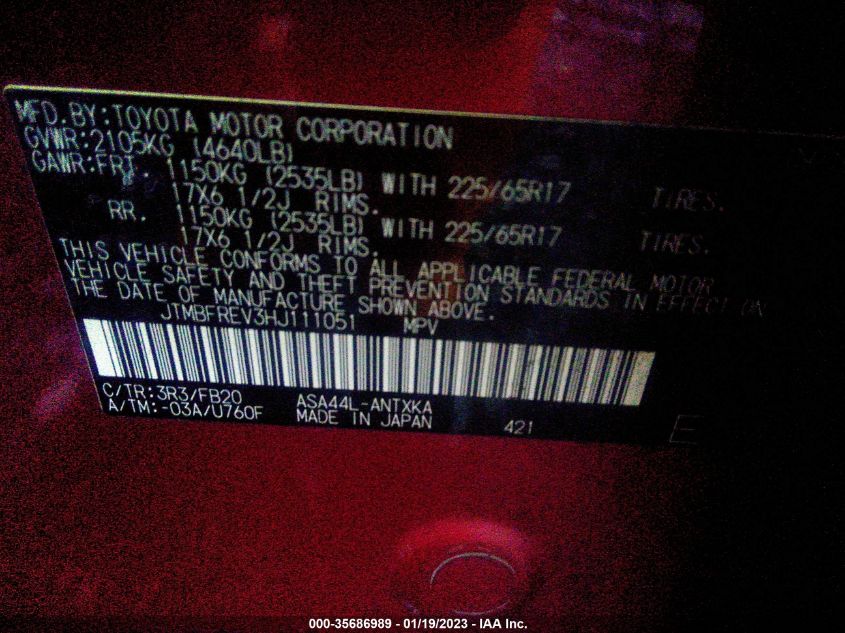 MFD.BY:TOYOTA MOTOR CORPORATION
GVWR:2105KG (4640LB)
GAWR:FRT. 1150KG (2535LB) WITH 225/65R17 TIRES.
17X6 1/2J RIMS.
RR. 1150KG (2535LB) WITH 225/65R17 TIRES.
17X6 1/2J RIMS.
THIS VEHICLE CONFORMS TO ALL APPLICABLE FEDERAL MOTOR
VEHICLE SAFETY AND THEFT PREVENTION STANDARDS IN EFFECT ON
THE DATE OF MANUFACTURE SHOWN ABOVE.
JTMBFREV3HJ111051 MPV
C/TR:3R3/FB20 ASA44L-ANTXKA
A/TM:-03A/U760F MADE IN JAPAN 421
E
000-35686989 - 01/19/2023 - IAA Inc.